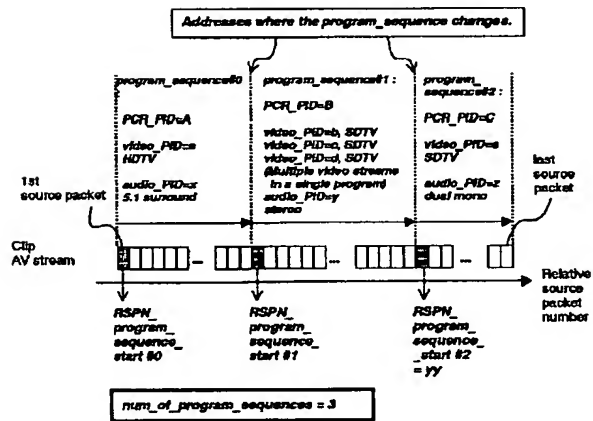 Addresses where the program_sequence changes.
program_sequence#0
PCR_PID=A
video_PID=a
HDTV
audio_PID=x
5.1 surround
program_sequence#1 :
PCR_PID=B
video_PID=b, SDTV
video_PID=c, SDTV
video_PID=d, SDTV
(Multiple video streams
in a single program)
audio_PID=y
stereo
program_
sequence#2 :
PCR_PID=C
video_PID=e
SDTV
audio_PID=z
dual mono
1st
source packet
last
source
packet
Clip
AV stream
... ... ...
Relative
source
packet
number
RSPN_
program_
sequence_
start #0
RSPN_
program_
sequence_
start #1
RSPN_
program_
sequence_
_start #2
= yy
num_of_program_sequences = 3